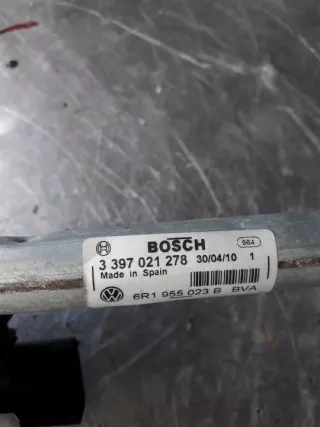 BOSCH 964
3 397 021 278 30/04/10 1
Made in Spain
6R1 955 023 B BVA